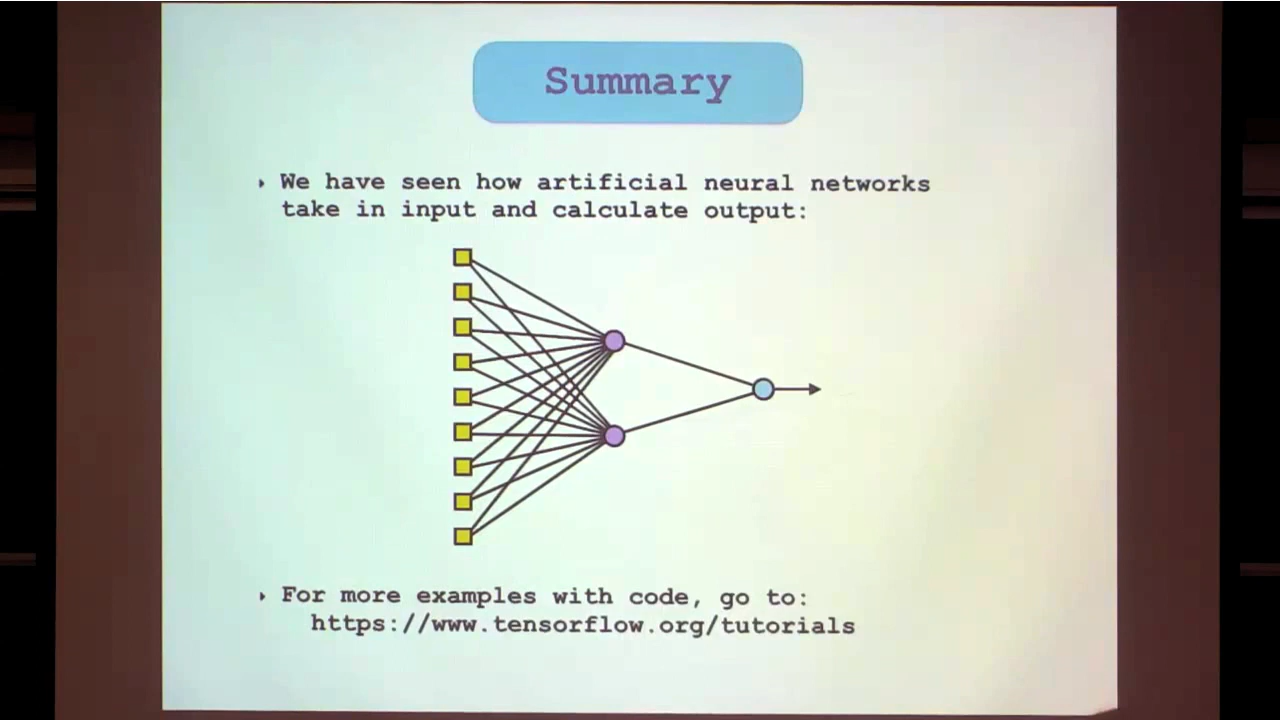 Summary
We have seen how artificial neural networks
take in input and calculate output:
For more examples with code, go to:
https://www.tensorflow.org/tutorials